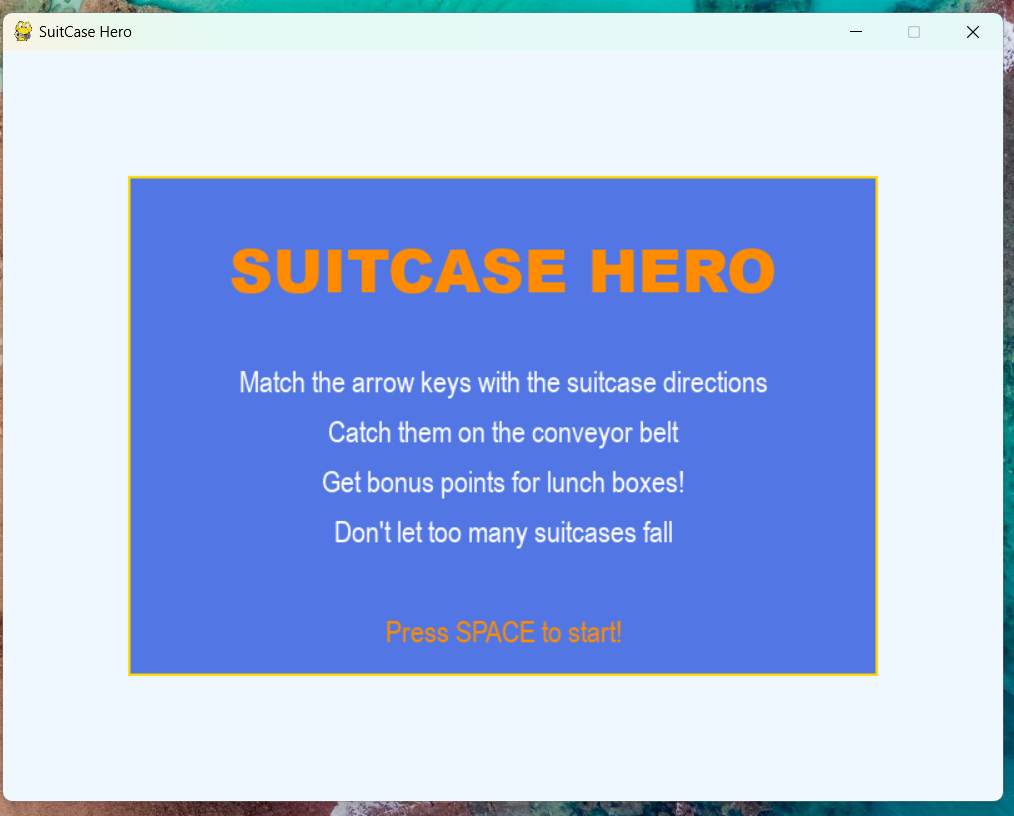 SuitCase Hero
SUITCASE HERO
Match the arrow keys with the suitcase directions
Catch them on the conveyor belt
Get bonus points for lunch boxes!
Don't let too many suitcases fall
Press SPACE to start!